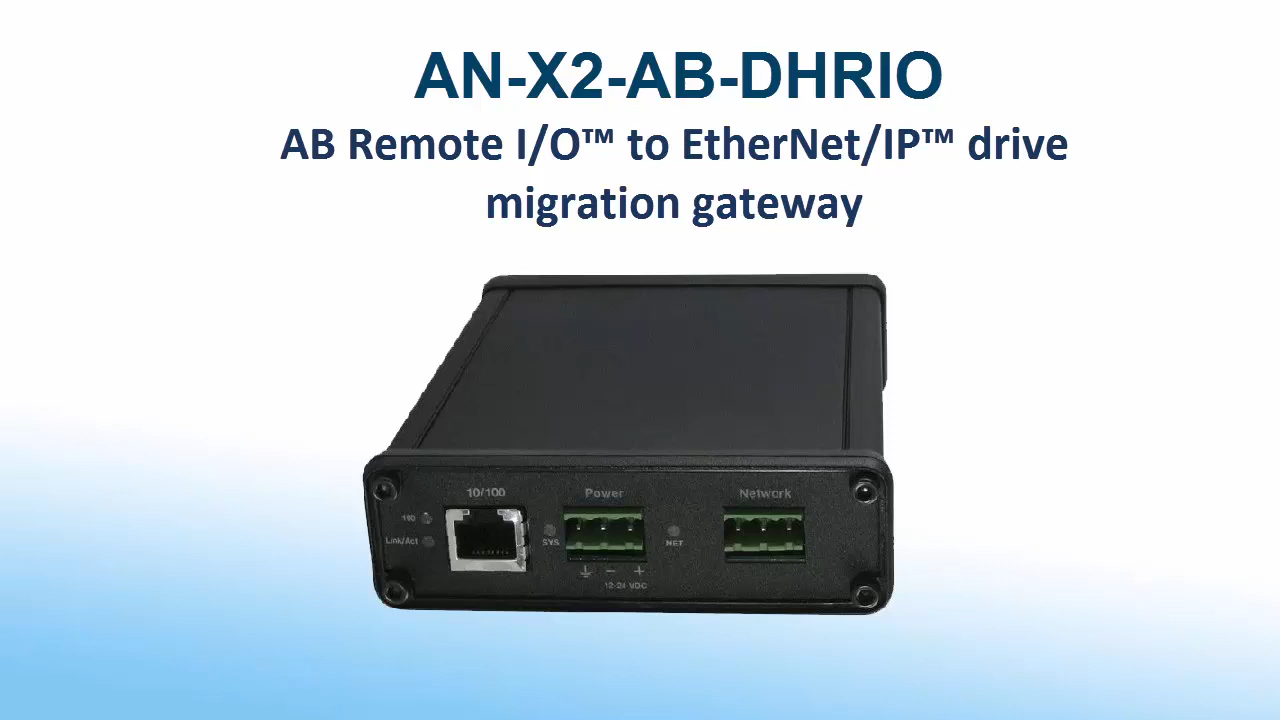 AN-X2-AB-DHRIO
AB Remote I/O™ to EtherNet/IP™ drive
migration gateway
10/100 Power Network
Link/Act SYS NET
− +
12-24 VDC